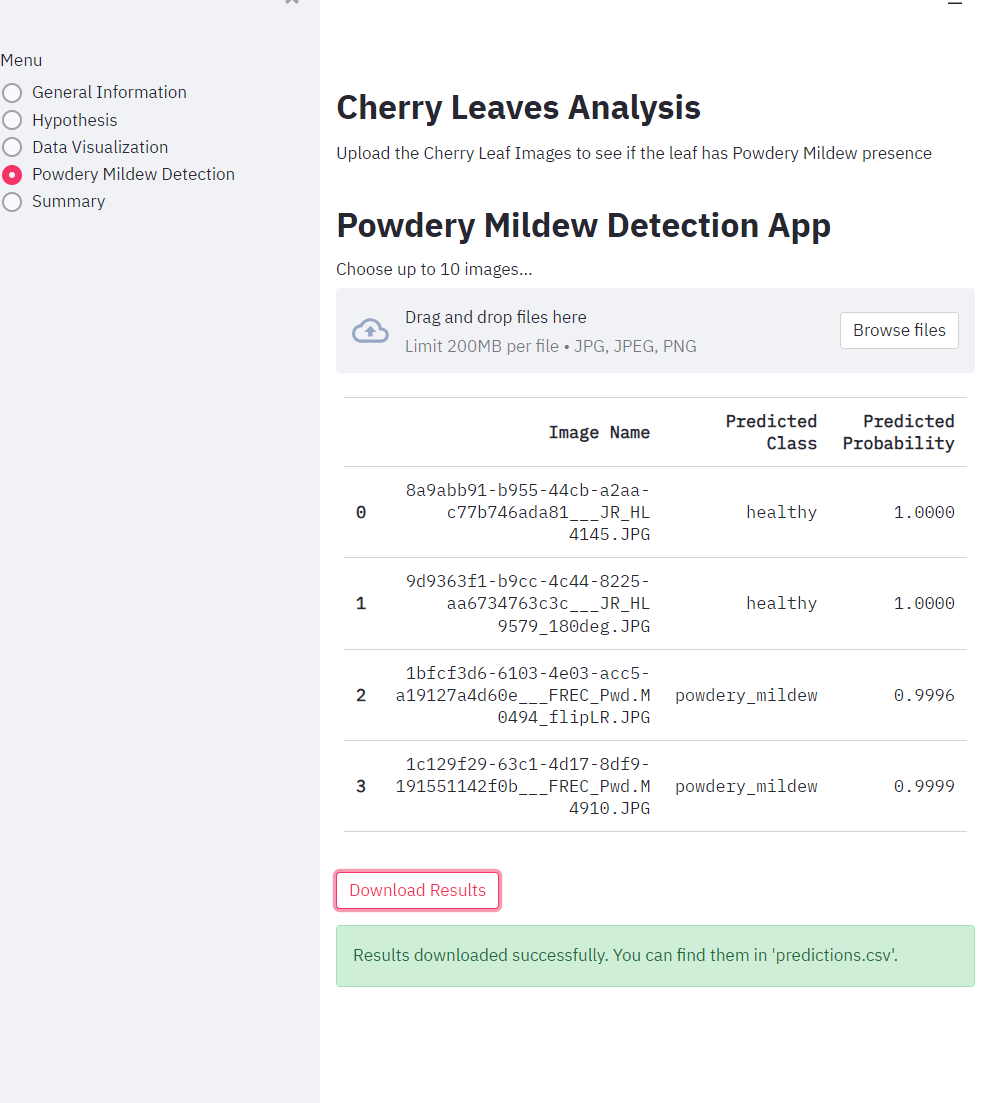 Menu
General Information
Hypothesis
Data Visualization
Powdery Mildew Detection
Summary
Cherry Leaves Analysis
Upload the Cherry Leaf Images to see if the leaf has Powdery Mildew presence
Powdery Mildew Detection App
Choose up to 10 images...
Drag and drop files here
Limit 200MB per file • JPG, JPEG, PNG
Browse files
Image Name
Predicted
Class
Predicted
Probability
0
8a9abb91-b955-44cb-a2aa-
c77b746ada81___JR_HL
4145.JPG
healthy
1.0000
1
9d9363f1-b9cc-4c44-8225-
aa6734763c3c___JR_HL
9579_180deg.JPG
healthy
1.0000
2
1bfcf3d6-6103-4e03-acc5-
a19127a4d60e___FREC_Pwd.M
0494_flipLR.JPG
powdery_mildew
0.9996
3
1c129f29-63c1-4d17-8df9-
191551142f0b___FREC_Pwd.M
4910.JPG
powdery_mildew
0.9999
Download Results
Results downloaded successfully. You can find them in 'predictions.csv'.